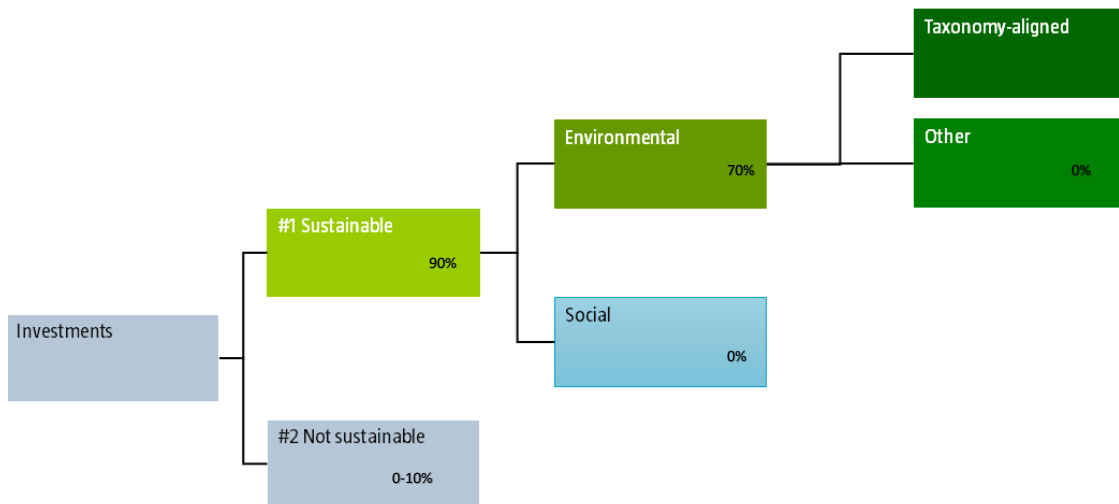 Taxonomy-aligned
Environmental
70%
Other
0%
#1 Sustainable
90%
Social
0%
Investments
#2 Not sustainable
0-10%